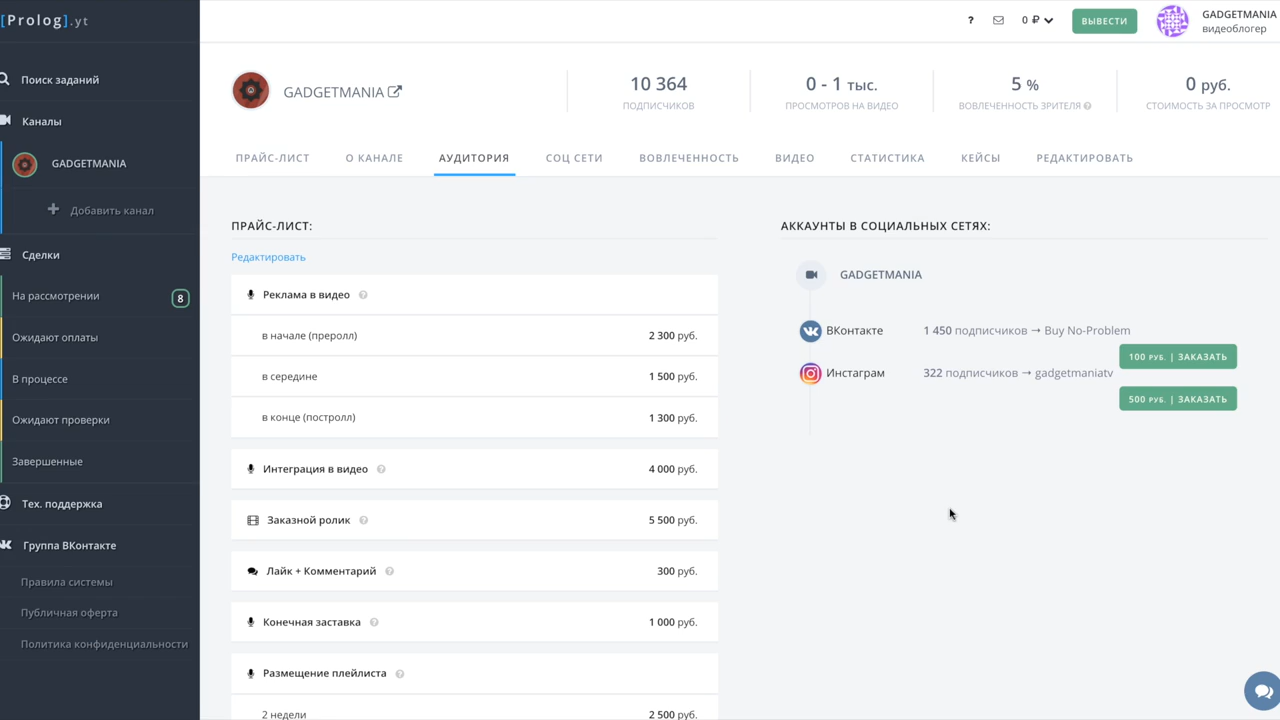 [Prolog].yt
Поиск заданий
Каналы
GADGETMANIA
Добавить канал
Сделки
На рассмотрении 8
Ожидают оплаты
В процессе
Ожидают проверки
Завершенные
Тех. поддержка
Группа ВКонтакте
Правила системы
Публичная оферта
Политика конфиденциальности
? 0 ₽ ВЫВЕСТИ
GADGETMANIA
видеоблогер
GADGETMANIA
10 364
ПОДПИСЧИКОВ
0 - 1 тыс.
ПРОСМОТРОВ НА ВИДЕО
5 %
ВОВЛЕЧЕННОСТЬ ЗРИТЕЛЯ ?
0 руб.
СТОИМОСТЬ ЗА ПРОСМОТР
ПРАЙС-ЛИСТ О КАНАЛЕ АУДИТОРИЯ СОЦ СЕТИ ВОВЛЕЧЕННОСТЬ ВИДЕО СТАТИСТИКА КЕЙСЫ РЕДАКТИРОВАТЬ
ПРАЙС-ЛИСТ:
Редактировать
Реклама в видео ?
в начале (преролл) 2 300 руб.
в середине 1 500 руб.
в конце (постролл) 1 300 руб.
Интеграция в видео ? 4 000 руб.
Заказной ролик ? 5 500 руб.
Лайк + Комментарий ? 300 руб.
Конечная заставка ? 1 000 руб.
Размещение плейлиста ?
2 недели 2 500 руб.
АККАУНТЫ В СОЦИАЛЬНЫХ СЕТЯХ:
GADGETMANIA
ВКонтакте 1 450 подписчиков → Buy No-Problem
100 РУБ. | ЗАКАЗАТЬ
Инстаграм 322 подписчиков → gadgetmaniatv
500 РУБ. | ЗАКАЗАТЬ